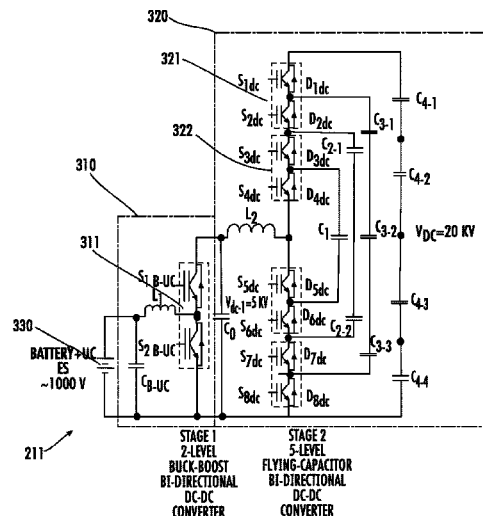 320
321
S1dc
D1dc
C4-1
S2dc
D2dc
C3-1
322
C2-1
S3dc
D3dc
C4-2
S4dc
D4dc
310
L2
C1
C3-2
VDC=20 KV
311
S1 B-UC
L
S5dc
D5dc
Vdc-1=5 KV
C4-3
330
C0
S6dc
D6dc
C2-2
S2 B-UC
BATTERY+UC
ES
~1000 V
S7dc
D7dc
C3-3
CB-UC
C4-4
S8dc
D8dc
211
STAGE 1
2-LEVEL
BUCK-BOOST
BI-DIRECTIONAL
DC-DC
CONVERTER
STAGE 2
5-LEVEL
FLYING-CAPACITOR
BI-DIRECTIONAL
DC-DC
CONVERTER